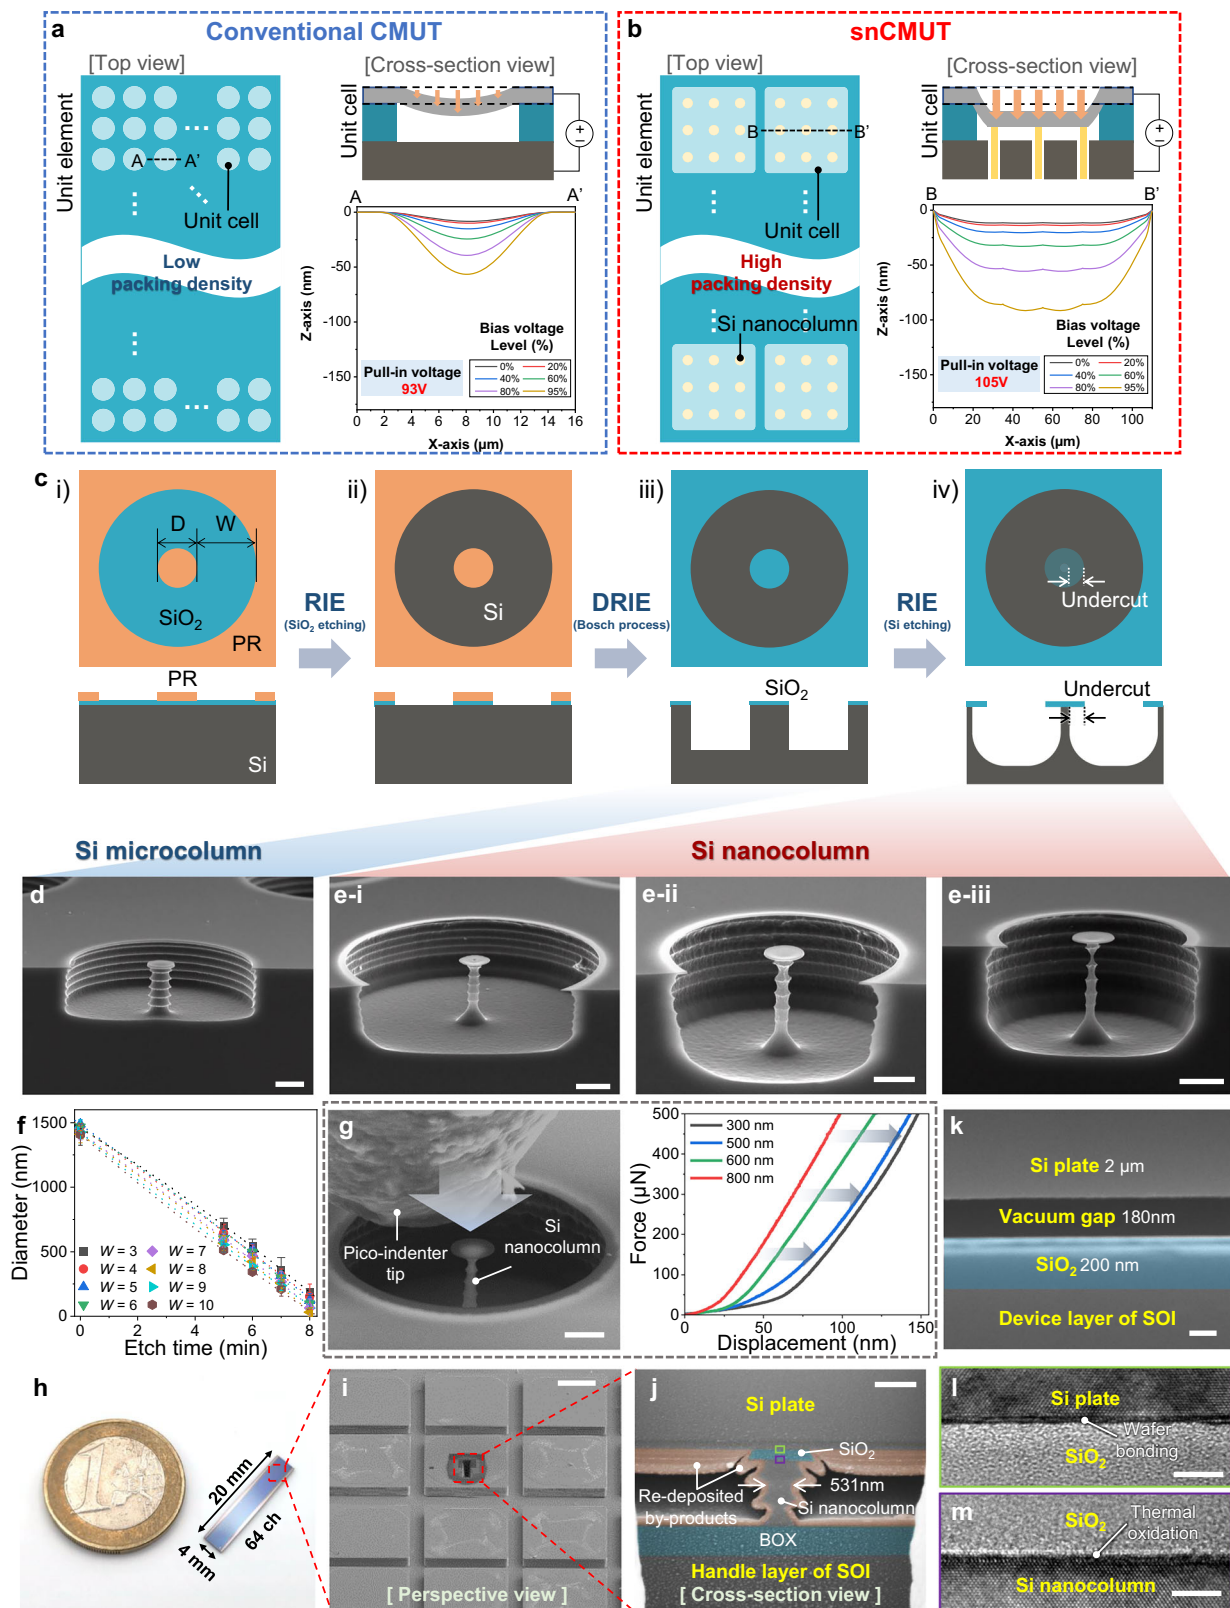 a
Conventional CMUT
[Top view]
[Cross-section view]
Unit element
Unit cell
A
A'
Unit cell
Low
packing density
+
−
A
A'
0
-50
-100
-150
Z-axis (nm)
Bias voltage
Level (%)
Pull-in voltage
93V
0%
20%
40%
60%
80%
95%
0 2 4 6 8 10 12 14 16
X-axis (µm)
b
snCMUT
[Top view]
[Cross-section view]
Unit element
Unit cell
B
B'
Unit cell
High
packing density
Si nanocolumn
+
−
B
B'
0
-50
-100
-150
Z-axis (nm)
Bias voltage
Level (%)
Pull-in voltage
105V
0%
20%
40%
60%
80%
95%
0 20 40 60 80 100
X-axis (µm)
c
i)
ii)
iii)
iv)
D
W
SiO2
PR
RIE
(SiO2 etching)
Si
DRIE
(Bosch process)
RIE
(Si etching)
Undercut
PR
Si
SiO2
Undercut
Si microcolumn
Si nanocolumn
d
e-i
e-ii
e-iii
f
1500
1000
500
0
Diameter (nm)
W = 3
W = 4
W = 5
W = 6
W = 7
W = 8
W = 9
W = 10
0 2 4 6 8
Etch time (min)
g
Pico-indenter
tip
Si
nanocolumn
500
400
300
200
100
0
Force (µN)
300 nm
500 nm
600 nm
800 nm
0 50 100 150
Displacement (nm)
k
Si plate 2 µm
Vacuum gap 180nm
SiO2 200 nm
Device layer of SOI
h
1
20 mm
4 mm
64 ch
i
[ Perspective view ]
j
Si plate
SiO2
531nm
Re-deposited
by-products
Si nanocolumn
BOX
Handle layer of SOI
[ Cross-section view ]
l
Si plate
Wafer
bonding
SiO2
m
SiO2
Thermal
oxidation
Si nanocolumn